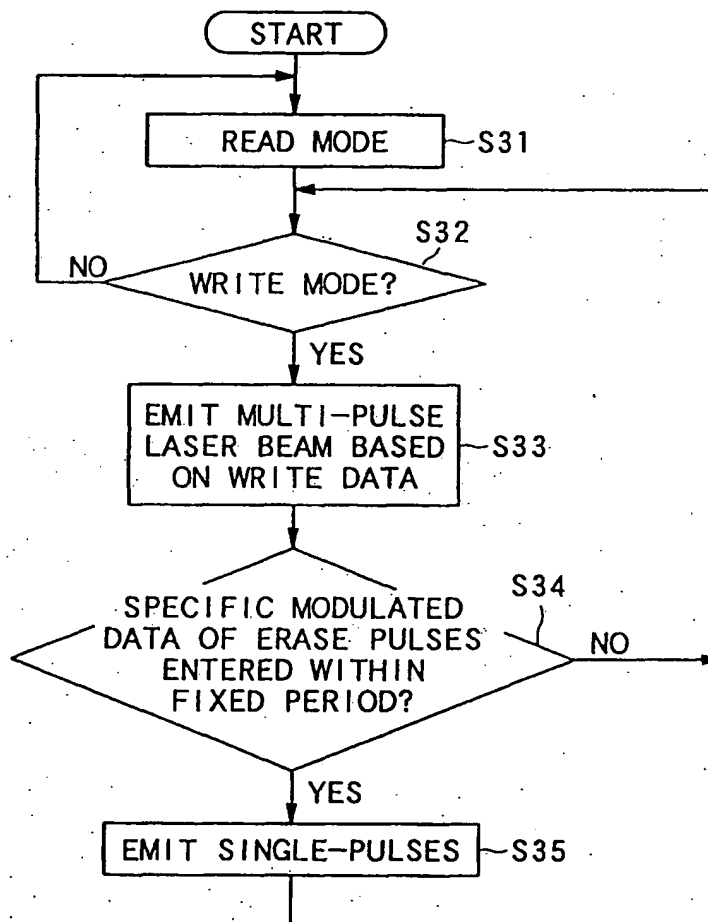 START
READ MODE
S31
S32
NO
WRITE MODE?
YES
EMIT MULTI-PULSE
LASER BEAM BASED
ON WRITE DATA
S33
S34
SPECIFIC MODULATED
DATA OF ERASE PULSES
ENTERED WITHIN
FIXED PERIOD?
NO
YES
EMIT SINGLE-PULSES
S35